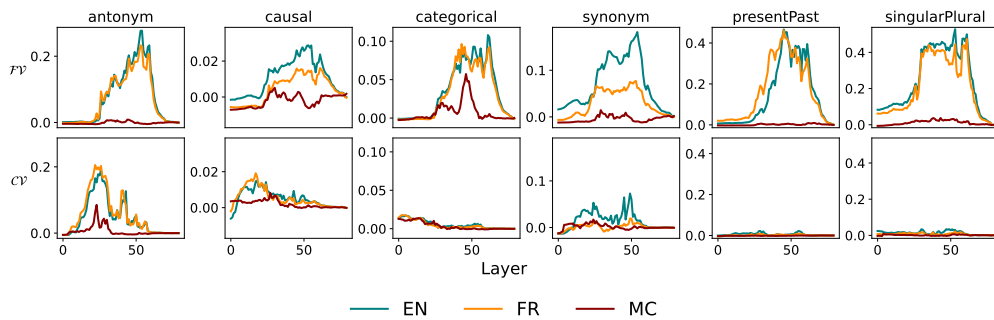 antonym causal categorical synonym presentPast singularPlural
FV 0.2 0.0 0.02 0.00 0.10 0.05 0.00 0.1 0.0 0.4 0.2 0.0 0.4 0.2 0.0
CV 0.2 0.0 0.02 0.00 0.10 0.05 0.00 0.1 0.0 0.4 0.2 0.0 0.4 0.2 0.0
0 50 0 50 0 50 0 50 0 50 0 50
Layer
EN FR MC